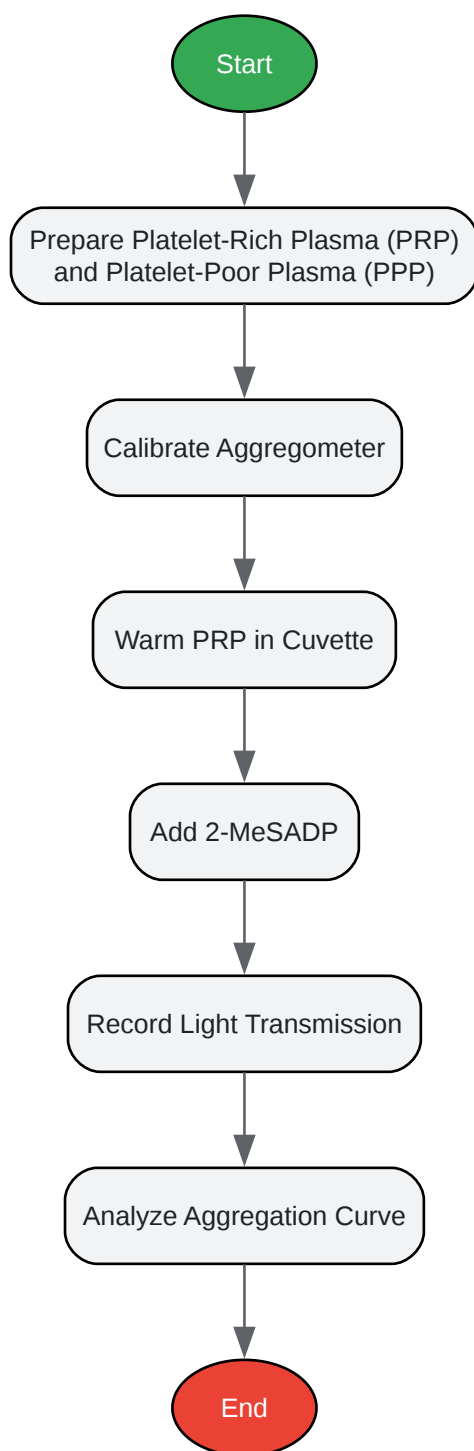 Start
Prepare Platelet-Rich Plasma (PRP)
and Platelet-Poor Plasma (PPP)
Calibrate Aggregometer
Warm PRP in Cuvette
Add 2-MeSADP
Record Light Transmission
Analyze Aggregation Curve
End